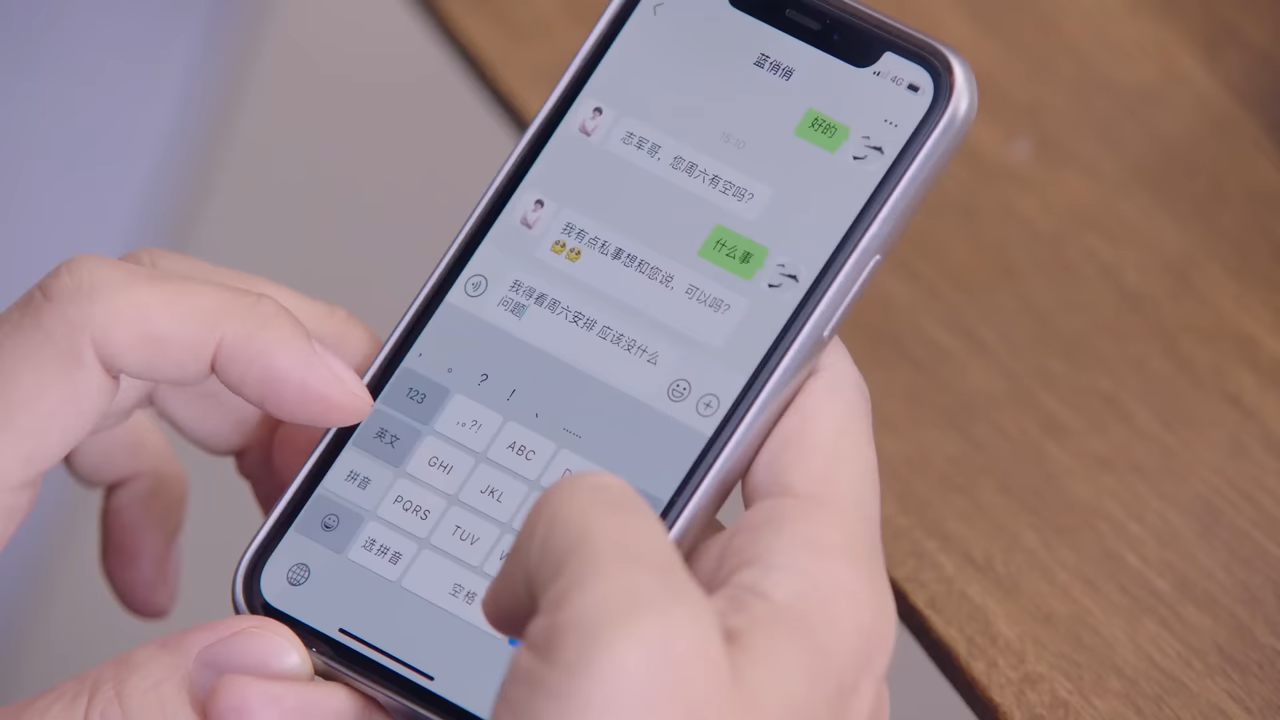 4G
蓝俏俏
好的
15:10
志军哥，您周六有空吗?
什么事
我有点私事想和您说，可以吗?
我得看周六安排 应该没什么
问题
， 。 ? ! 、 ……
123
,。?!
ABC
英文
GHI
JKL
拼音
PQRS
TUV
选拼音
空格